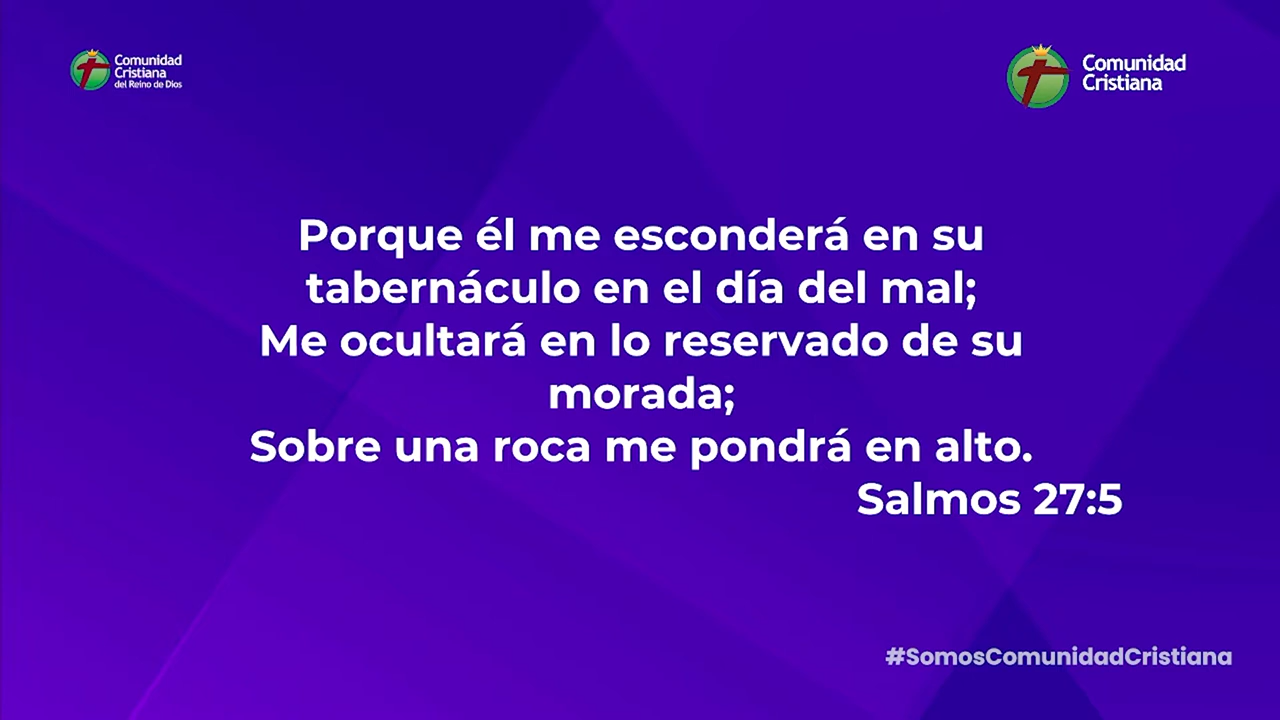 Comunidad
Cristiana
del Reino de Dios
Comunidad
Cristiana
Porque él me esconderá en su
tabernáculo en el día del mal;
Me ocultará en lo reservado de su
morada;
Sobre una roca me pondrá en alto.
Salmos 27:5
#SomosComunidadCristiana